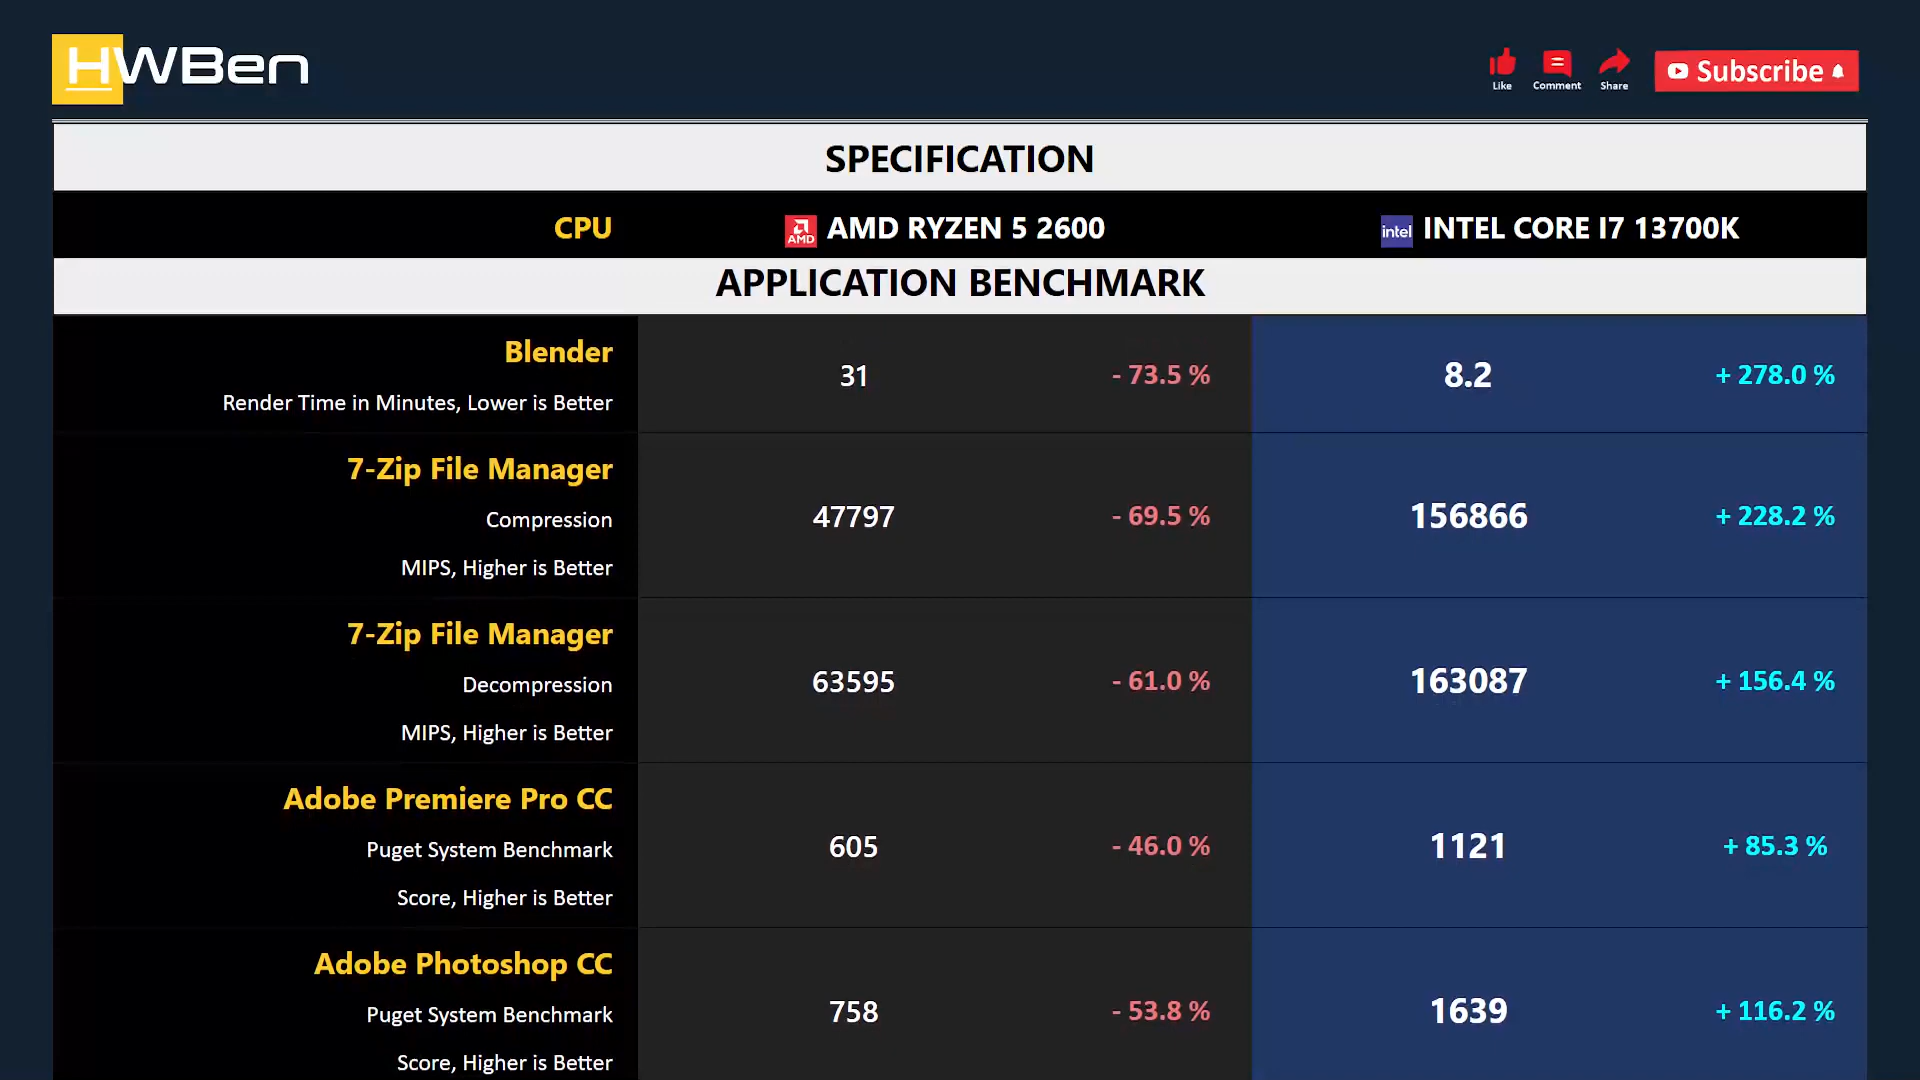 HWBen
Like
Comment
Share
Subscribe
SPECIFICATION
CPU AMD AMD RYZEN 5 2600 intel INTEL CORE I7 13700K
APPLICATION BENCHMARK
Blender
Render Time in Minutes, Lower is Better
31 - 73.5 % 8.2 + 278.0 %
7-Zip File Manager
Compression
MIPS, Higher is Better
47797 - 69.5 % 156866 + 228.2 %
7-Zip File Manager
Decompression
MIPS, Higher is Better
63595 - 61.0 % 163087 + 156.4 %
Adobe Premiere Pro CC
Puget System Benchmark
Score, Higher is Better
605 - 46.0 % 1121 + 85.3 %
Adobe Photoshop CC
Puget System Benchmark
Score, Higher is Better
758 - 53.8 % 1639 + 116.2 %